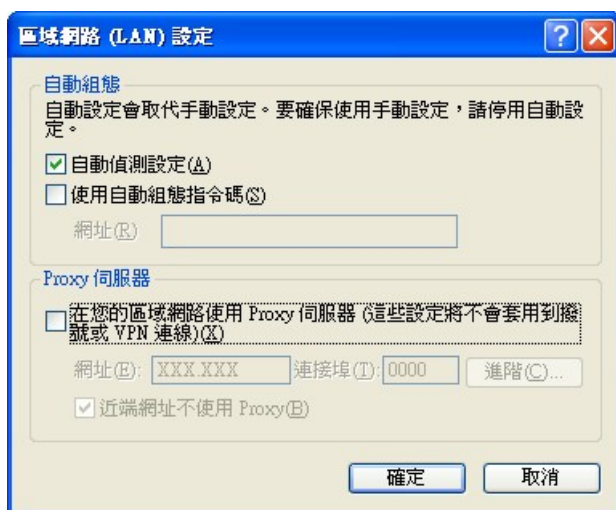 區域網路 (LAN) 設定
自動組態
自動設定會取代手動設定。要確保使用手動設定，請停用自動設
定。
自動偵測設定(A)
使用自動組態指令碼(S)
網址(R)
Proxy 伺服器
在您的區域網路使用 Proxy 伺服器 (這些設定將不會套用到撥
號或 VPN 連線)(X)
網址(E): XXX.XXX 連接埠(T): 0000 進階(C)...
近端網址不使用 Proxy(B)
確定 取消